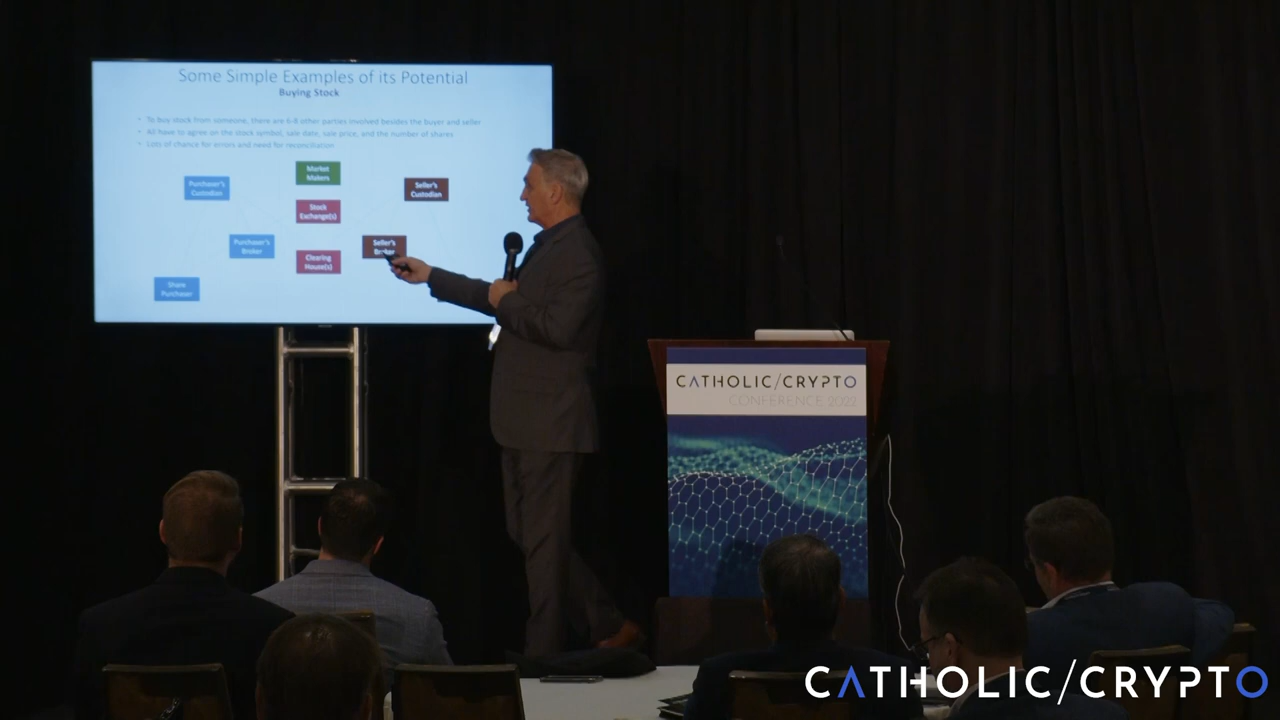 Some Simple Examples of its Potential
Buying Stock
• To buy stock from someone, there are 6-8 other parties involved besides the buyer and seller
• All have to agree on the stock symbol, sale date, sale price, and the number of shares
• Lots of chance for errors and need for reconciliation
Market
Makers
Purchaser's
Custodian
Seller's
Custodian
Stock
Exchange(s)
Purchaser's
Broker
Seller's
Broker
Clearing
House(s)
Share
Purchaser
CATHOLIC/CRYPTO
CONFERENCE 2022
CATHOLIC/CRYPTO